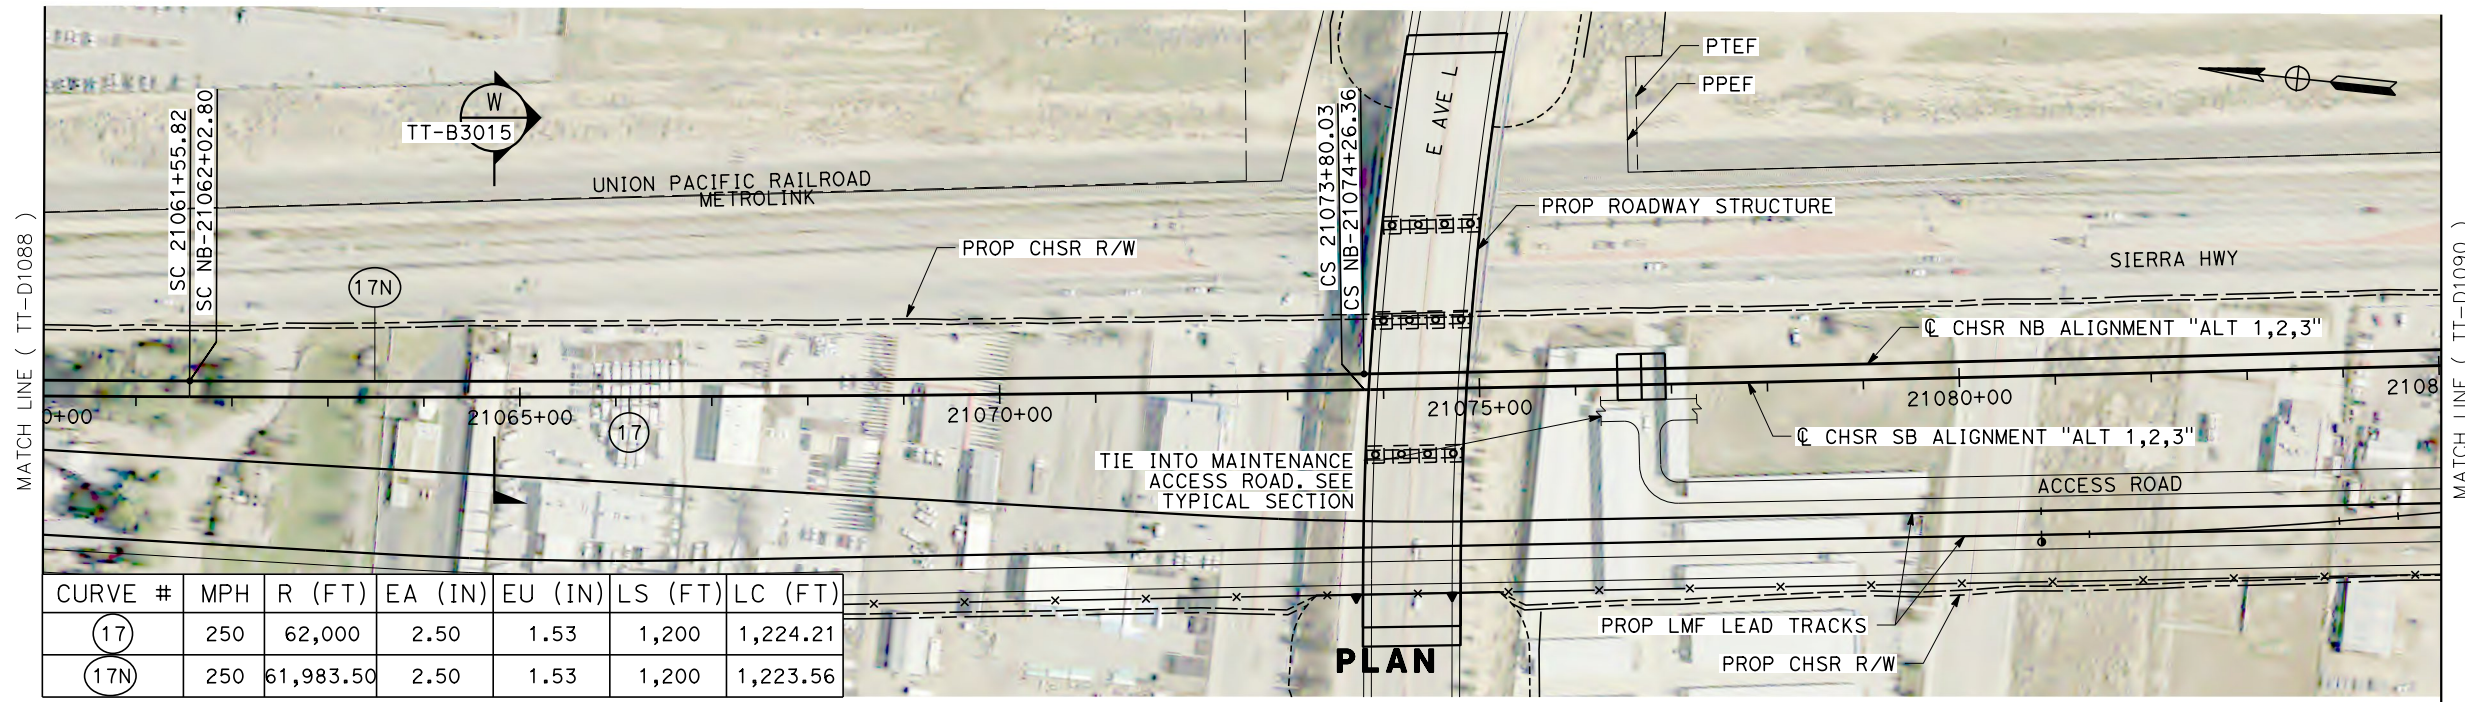 PTEF
PPEF
W
TT-B3015
E AVE L
SC 21061+55.82
SC NB-21062+02.80
UNION PACIFIC RAILROAD
METROLINK
CS 21073+80.03
CS NB-21074+26.36
PROP ROADWAY STRUCTURE
PROP CHSR R/W
SIERRA HWY
MATCH LINE ( TT-D1088 )
MATCH LINE ( TT-D1090 )
17N
℄ CHSR NB ALIGNMENT "ALT 1,2,3"
0+00
21065+00
21070+00
21075+00
21080+00
2108
17
℄ CHSR SB ALIGNMENT "ALT 1,2,3"
TIE INTO MAINTENANCE
ACCESS ROAD. SEE
TYPICAL SECTION
ACCESS ROAD
PROP LMF LEAD TRACKS
PROP CHSR R/W
PLAN
CURVE # MPH R (FT) EA (IN) EU (IN) LS (FT) LC (FT)
17 250 62,000 2.50 1.53 1,200 1,224.21
17N 250 61,983.50 2.50 1.53 1,200 1,223.56